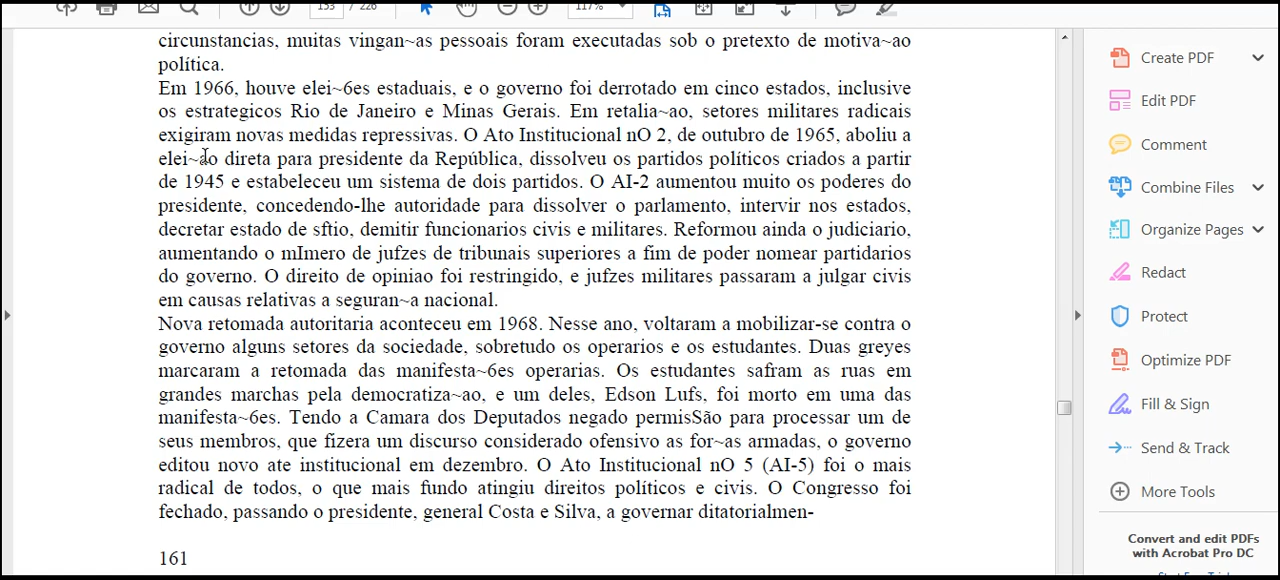 153 / 226
117%
circunstancias, muitas vingan~as pessoais foram executadas sob o pretexto de motiva~ao
política.
Em 1966, houve elei~6es estaduais, e o governo foi derrotado em cinco estados, inclusive
os estrategicos Rio de Janeiro e Minas Gerais. Em retalia~ao, setores militares radicais
exigiram novas medidas repressivas. O Ato Institucional nO 2, de outubro de 1965, aboliu a
elei~ão direta para presidente da República, dissolveu os partidos políticos criados a partir
de 1945 e estabeleceu um sistema de dois partidos. O AI-2 aumentou muito os poderes do
presidente, concedendo-lhe autoridade para dissolver o parlamento, intervir nos estados,
decretar estado de sftio, demitir funcionarios civis e militares. Reformou ainda o judiciario,
aumentando o mImero de jufzes de tribunais superiores a fim de poder nomear partidarios
do governo. O direito de opiniao foi restringido, e jufzes militares passaram a julgar civis
em causas relativas a seguran~a nacional.
Nova retomada autoritaria aconteceu em 1968. Nesse ano, voltaram a mobilizar-se contra o
governo alguns setores da sociedade, sobretudo os operarios e os estudantes. Duas greyes
marcaram a retomada das manifesta~6es operarias. Os estudantes safram as ruas em
grandes marchas pela democratiza~ao, e um deles, Edson Lufs, foi morto em uma das
manifesta~6es. Tendo a Camara dos Deputados negado permisSão para processar um de
seus membros, que fizera um discurso considerado ofensivo as for~as armadas, o governo
editou novo ate institucional em dezembro. O Ato Institucional nO 5 (AI-5) foi o mais
radical de todos, o que mais fundo atingiu direitos políticos e civis. O Congresso foi
fechado, passando o presidente, general Costa e Silva, a governar ditatorialmen-
161
Create PDF
Edit PDF
Comment
Combine Files
Organize Pages
Redact
Protect
Optimize PDF
Fill & Sign
Send & Track
More Tools
Convert and edit PDFs
with Acrobat Pro DC